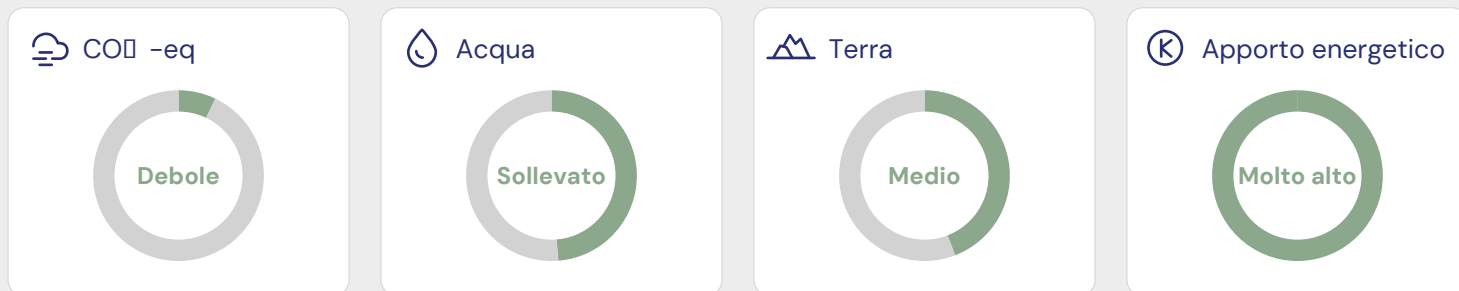 CO▯ -eq
Acqua
Terra
Apporto energetico
Debole
Sollevato
Medio
Molto alto